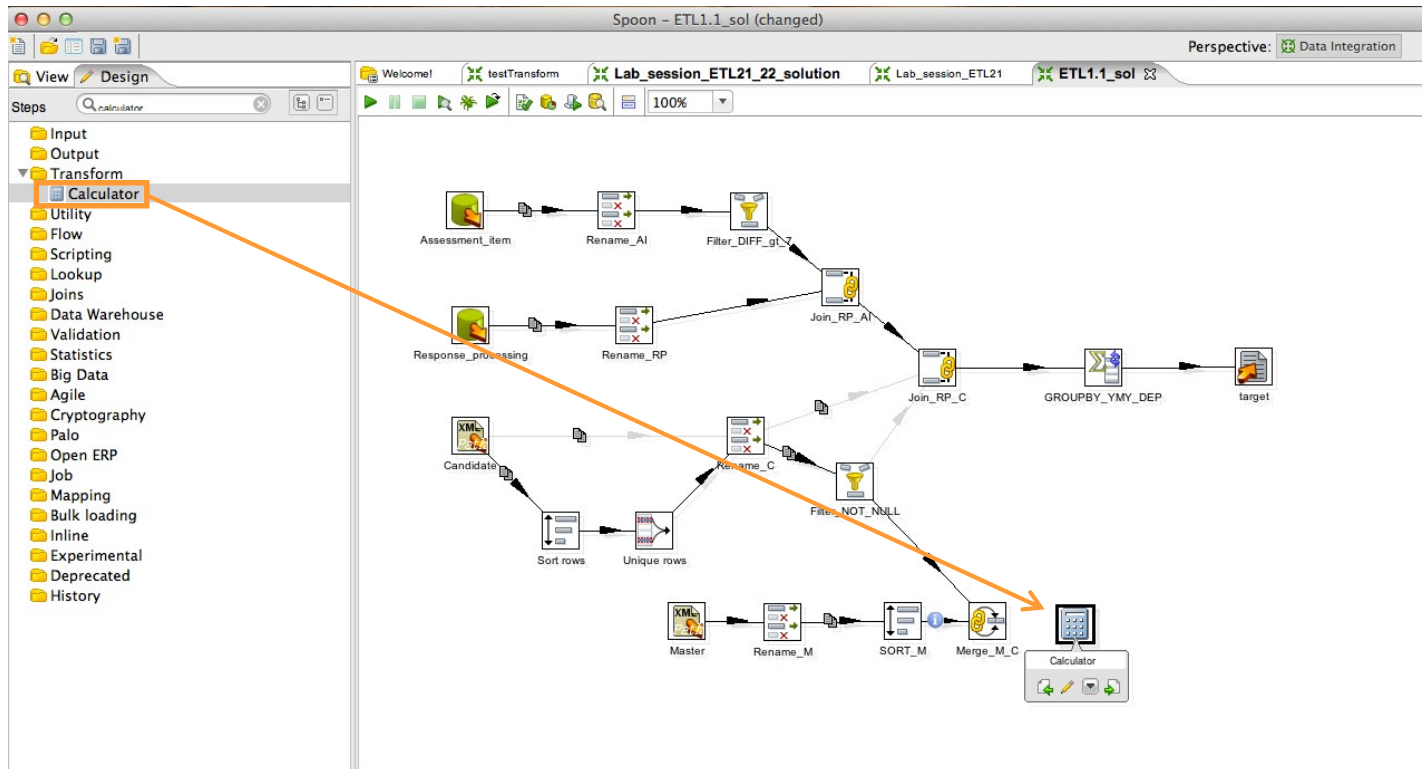 Spoon – ETL1.1_sol (changed)
Perspective: Data Integration
View Design
Welcome! testTransform Lab_session_ETL21_22_solution Lab_session_ETL21 ETL1.1_sol
Steps calculator
100%
Input
Output
Transform
Calculator
Utility
Flow
Scripting
Lookup
Joins
Data Warehouse
Validation
Statistics
Big Data
Agile
Cryptography
Palo
Open ERP
Job
Mapping
Bulk loading
Inline
Experimental
Deprecated
History
Assessment_item Rename_AI Filter_DIFF_gt_7
Join_RP_AI
Response_processing Rename_RP
Join_RP_C GROUPBY_YMY_DEP target
XML
Candidate Rename_C
Filter_NOT_NULL
Sort rows Unique rows
XML
Master Rename_M SORT_M Merge_M_C
Calculator